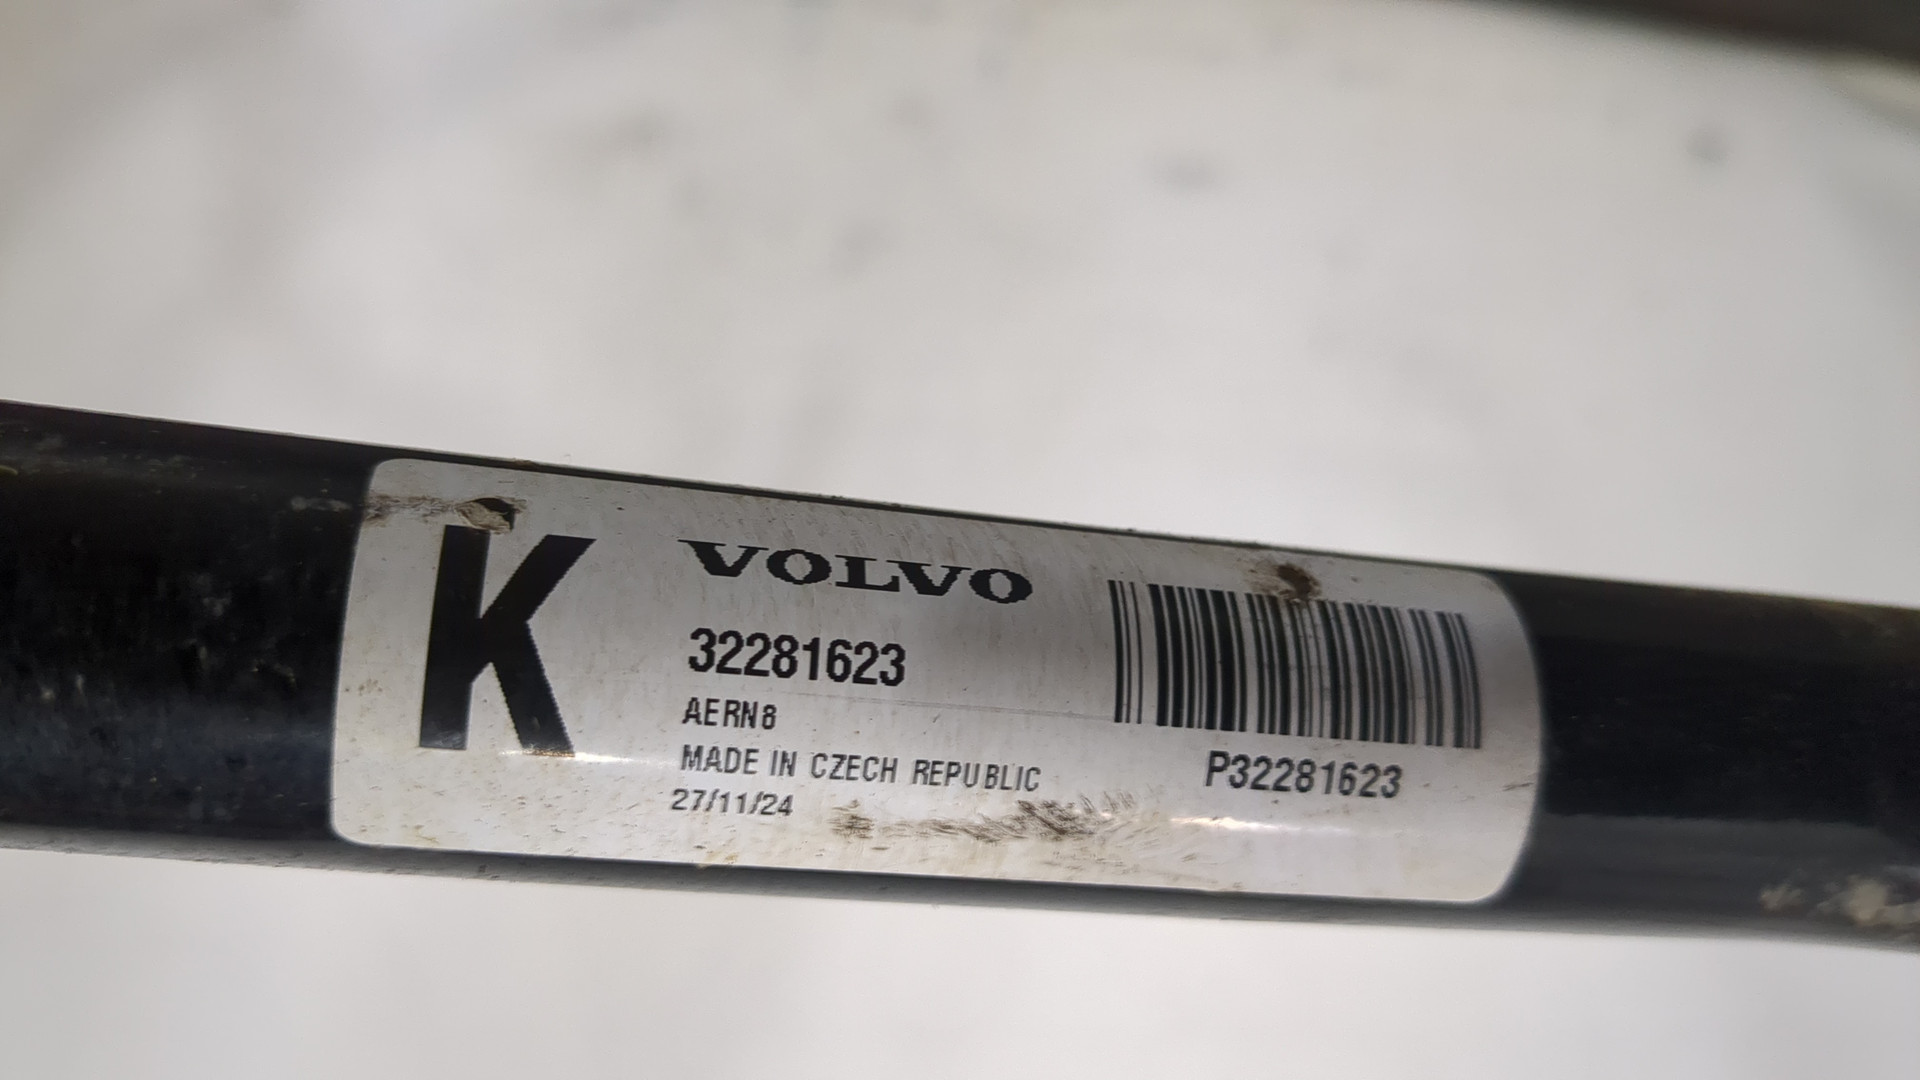 K
VOLVO
32281623
AERN8
MADE IN CZECH REPUBLIC
27/11/24
P32281623